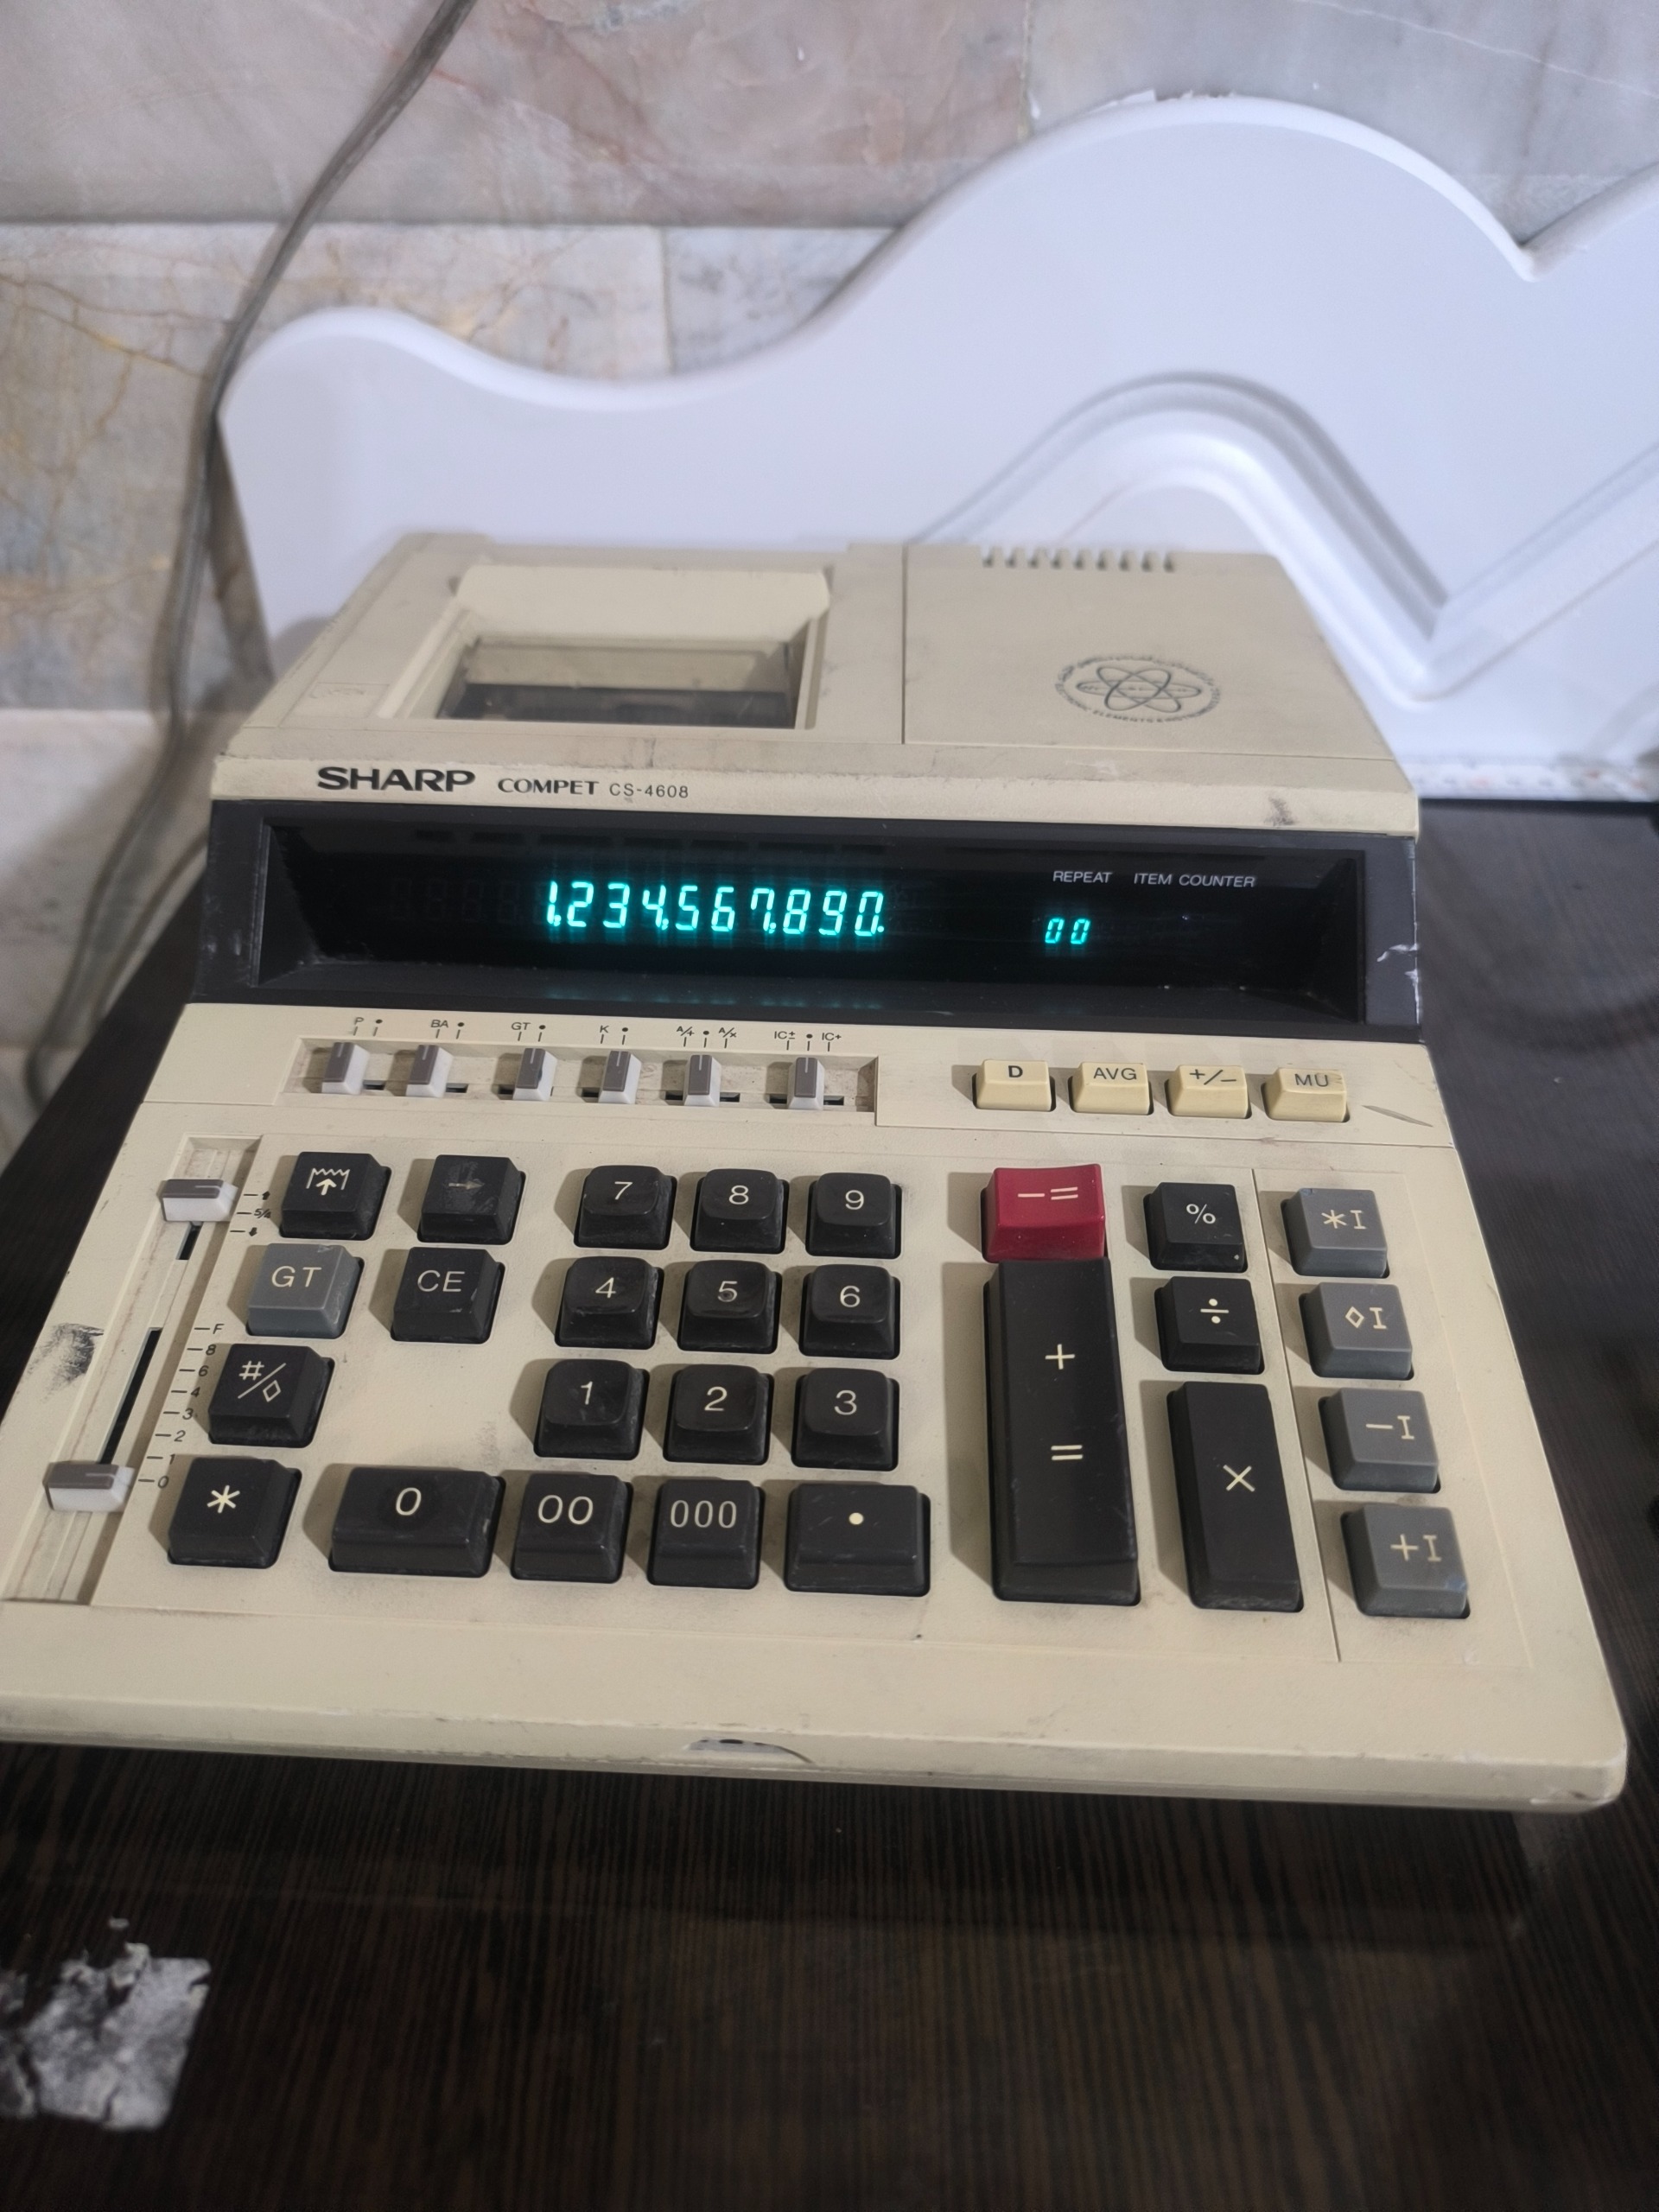 SHARP COMPET CS-4608
REPEAT ITEM COUNTER
1.234.567.890. 00
P • BA • GT • K • A/+ • A/× IC± • IC+
D AVG +/− MU
↑ 5/4 ↓
→ 7 8 9 −= % *I
GT CE 4 5 6 ÷ ◊I
F 8 6 4 3 2 1 0
#/◊ 1 2 3 + = × −I
* 0 00 000 • +I